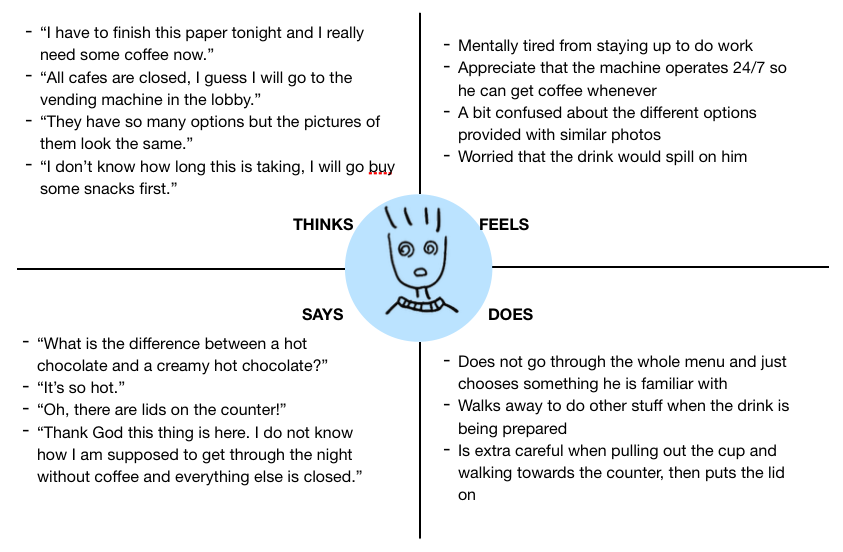 - “I have to finish this paper tonight and I really
need some coffee now.”
- “All cafes are closed, I guess I will go to the
vending machine in the lobby.”
- “They have so many options but the pictures of
them look the same.”
- “I don’t know how long this is taking, I will go buy
some snacks first.”
THINKS
- Mentally tired from staying up to do work
- Appreciate that the machine operates 24/7 so
he can get coffee whenever
- A bit confused about the different options
provided with similar photos
- Worried that the drink would spill on him
FEELS
SAYS
- “What is the difference between a hot
chocolate and a creamy hot chocolate?”
- “It’s so hot.”
- “Oh, there are lids on the counter!”
- “Thank God this thing is here. I do not know
how I am supposed to get through the night
without coffee and everything else is closed.”
DOES
- Does not go through the whole menu and just
chooses something he is familiar with
- Walks away to do other stuff when the drink is
being prepared
- Is extra careful when pulling out the cup and
walking towards the counter, then puts the lid
on